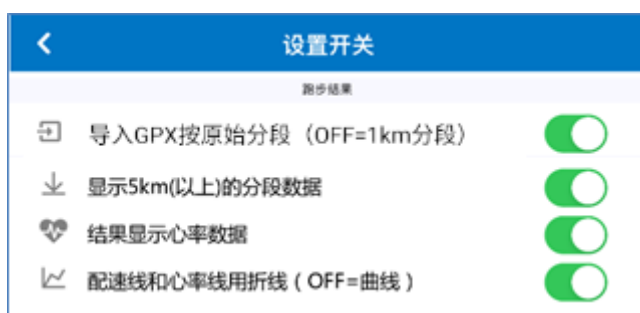 设置开关
跑步结果
导入GPX按原始分段（OFF=1km分段）
显示5km(以上)的分段数据
结果显示心率数据
配速线和心率线用折线（OFF=曲线）